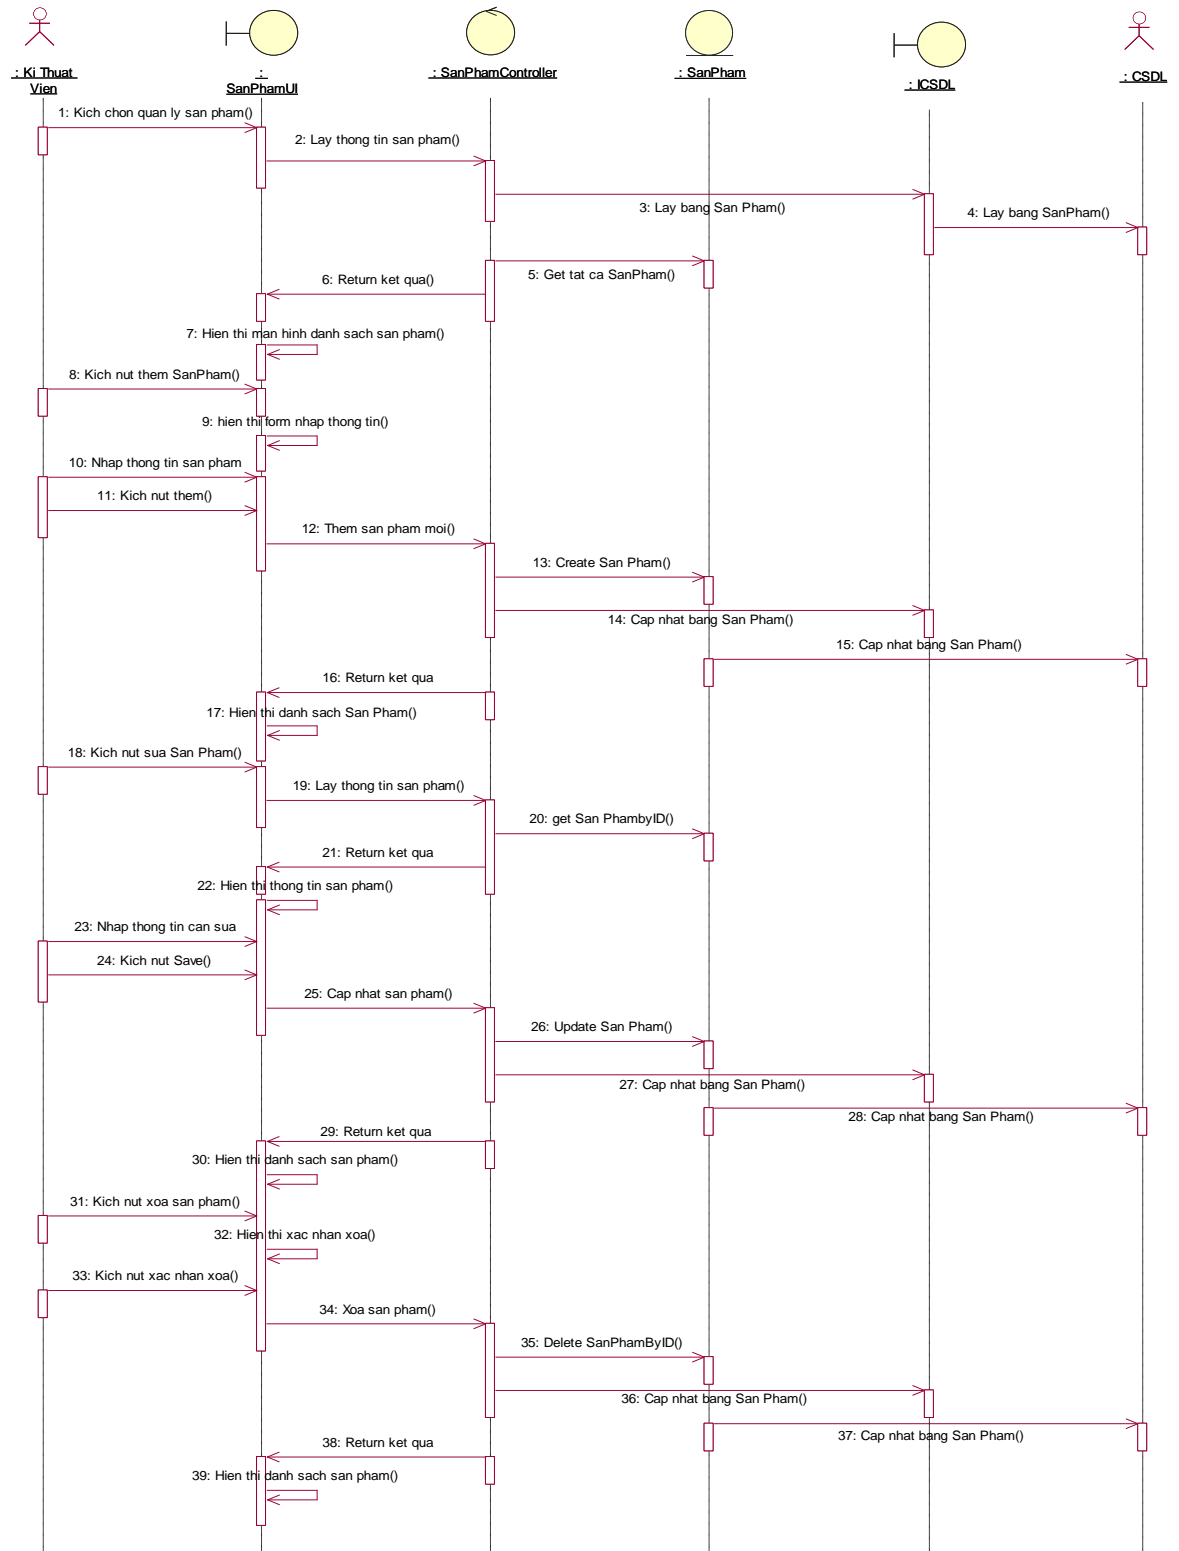 : Ki Thuat
Vien
:
SanPhamUI
: SanPhamController
: SanPham
: ICSDL
: CSDL
1: Kich chon quan ly san pham()
2: Lay thong tin san pham()
3: Lay bang San Pham()
4: Lay bang SanPham()
5: Get tat ca SanPham()
6: Return ket qua()
7: Hien thi man hinh danh sach san pham()
8: Kich nut them SanPham()
9: hien thi form nhap thong tin()
10: Nhap thong tin san pham
11: Kich nut them()
12: Them san pham moi()
13: Create San Pham()
14: Cap nhat bang San Pham()
15: Cap nhat bang San Pham()
16: Return ket qua
17: Hien thi danh sach San Pham()
18: Kich nut sua San Pham()
19: Lay thong tin san pham()
20: get San PhambyID()
21: Return ket qua
22: Hien thi thong tin san pham()
23: Nhap thong tin can sua
24: Kich nut Save()
25: Cap nhat san pham()
26: Update San Pham()
27: Cap nhat bang San Pham()
28: Cap nhat bang San Pham()
29: Return ket qua
30: Hien thi danh sach san pham()
31: Kich nut xoa san pham()
32: Hien thi xac nhan xoa()
33: Kich nut xac nhan xoa()
34: Xoa san pham()
35: Delete SanPhamByID()
36: Cap nhat bang San Pham()
37: Cap nhat bang San Pham()
38: Return ket qua
39: Hien thi danh sach san pham()